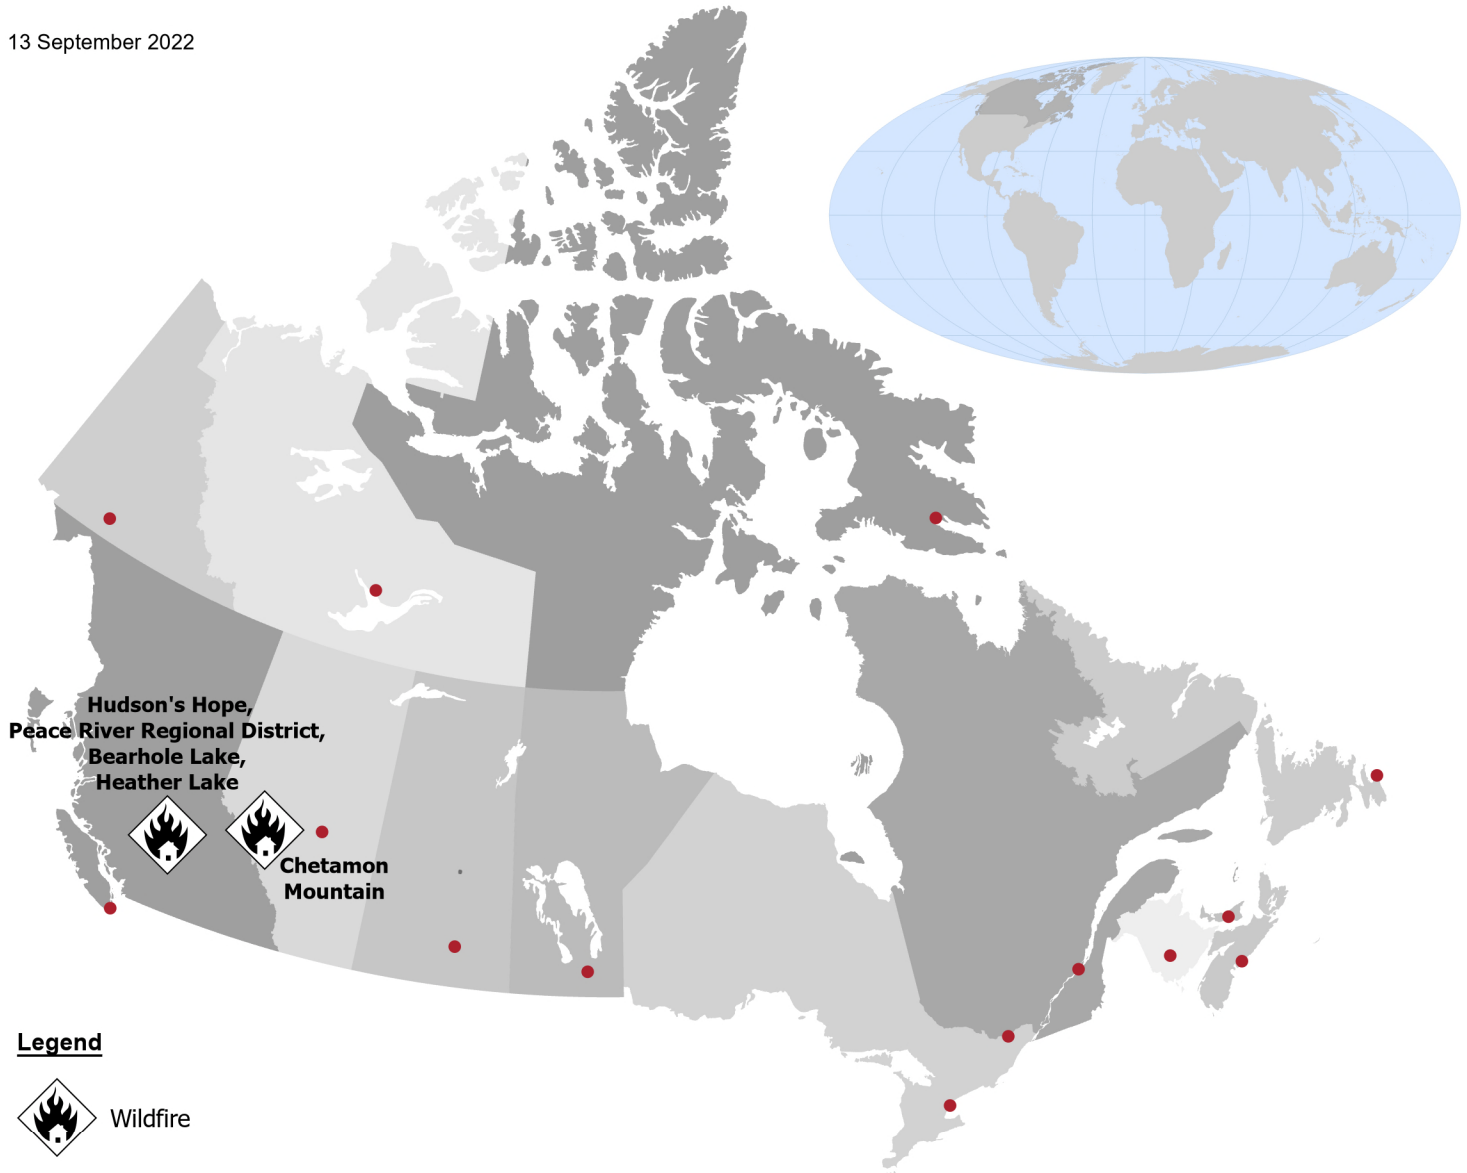 13 September 2022
Hudson's Hope,
Peace River Regional District,
Bearhole Lake,
Heather Lake
Chetamon
Mountain
Legend
Wildfire